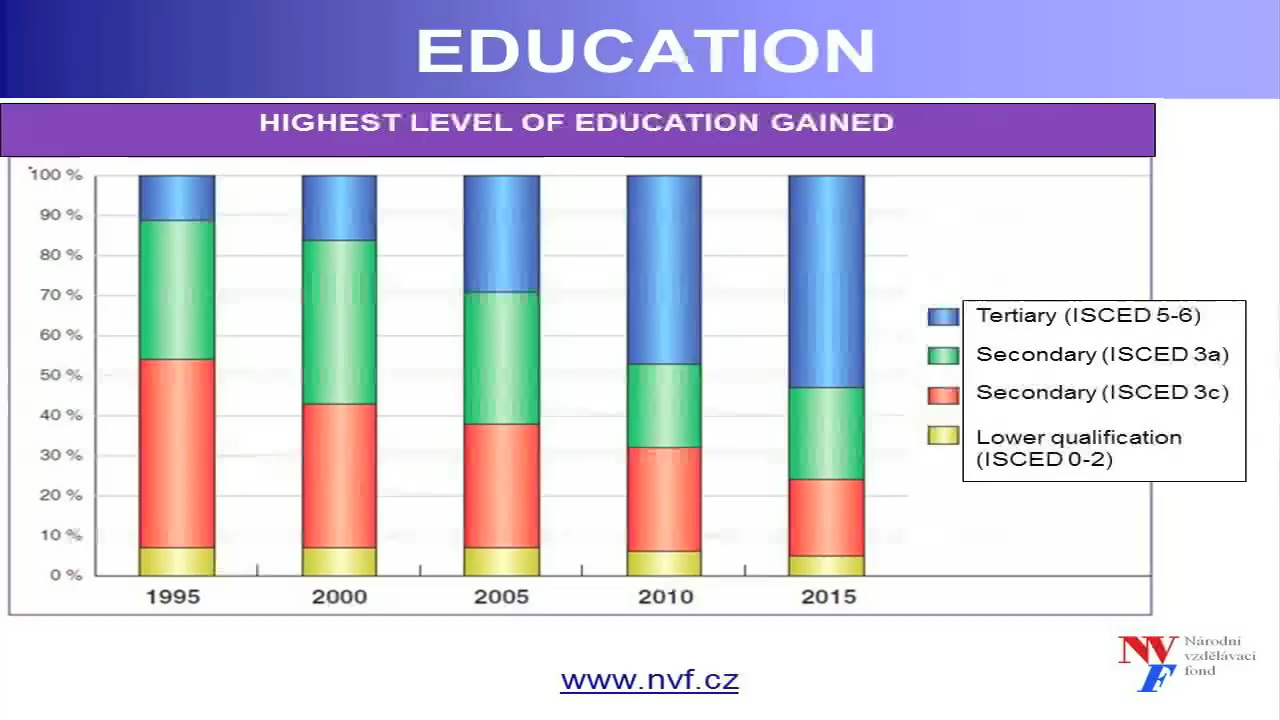 EDUCATION
HIGHEST LEVEL OF EDUCATION GAINED
100 %
90 %
80 %
70 %
60 %
50 %
40 %
30 %
20 %
10 %
0 %
1995 2000 2005 2010 2015
Tertiary (ISCED 5-6)
Secondary (ISCED 3a)
Secondary (ISCED 3c)
Lower qualification
(ISCED 0-2)
www.nvf.cz
NVF
Národní
vzdělávací
fond